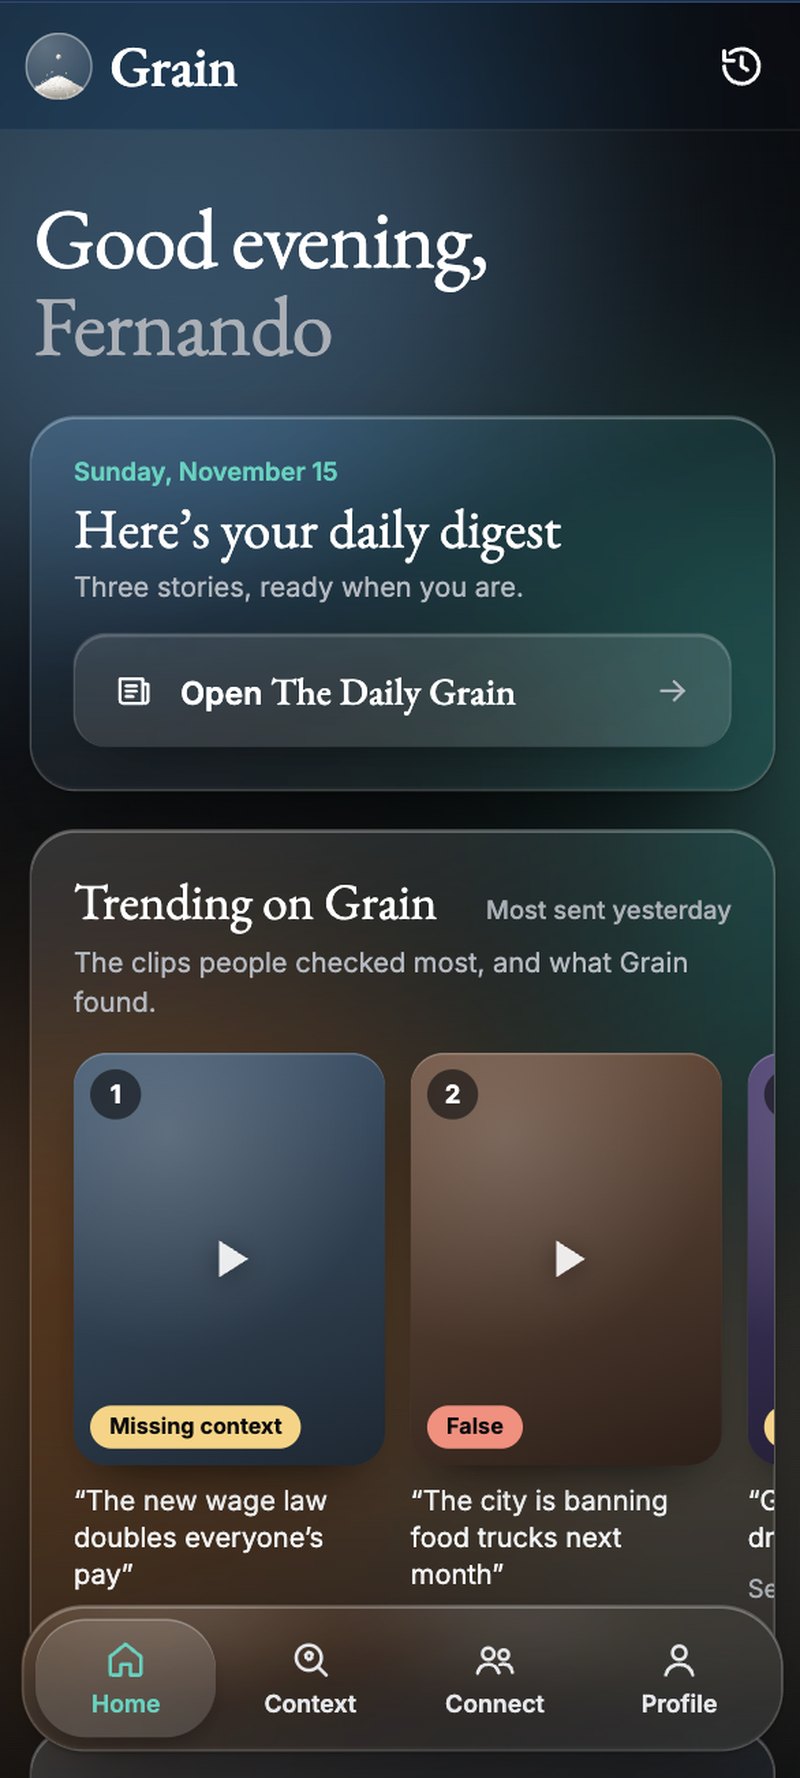 Grain
Good evening,
Fernando
Sunday, November 15
Here’s your daily digest
Three stories, ready when you are.
Open The Daily Grain
Trending on Grain
Most sent yesterday
The clips people checked most, and what Grain
found.
1
2
Missing context
False
“The new wage law
doubles everyone’s
pay”
“The city is banning
food trucks next
month”
Home
Context
Connect
Profile